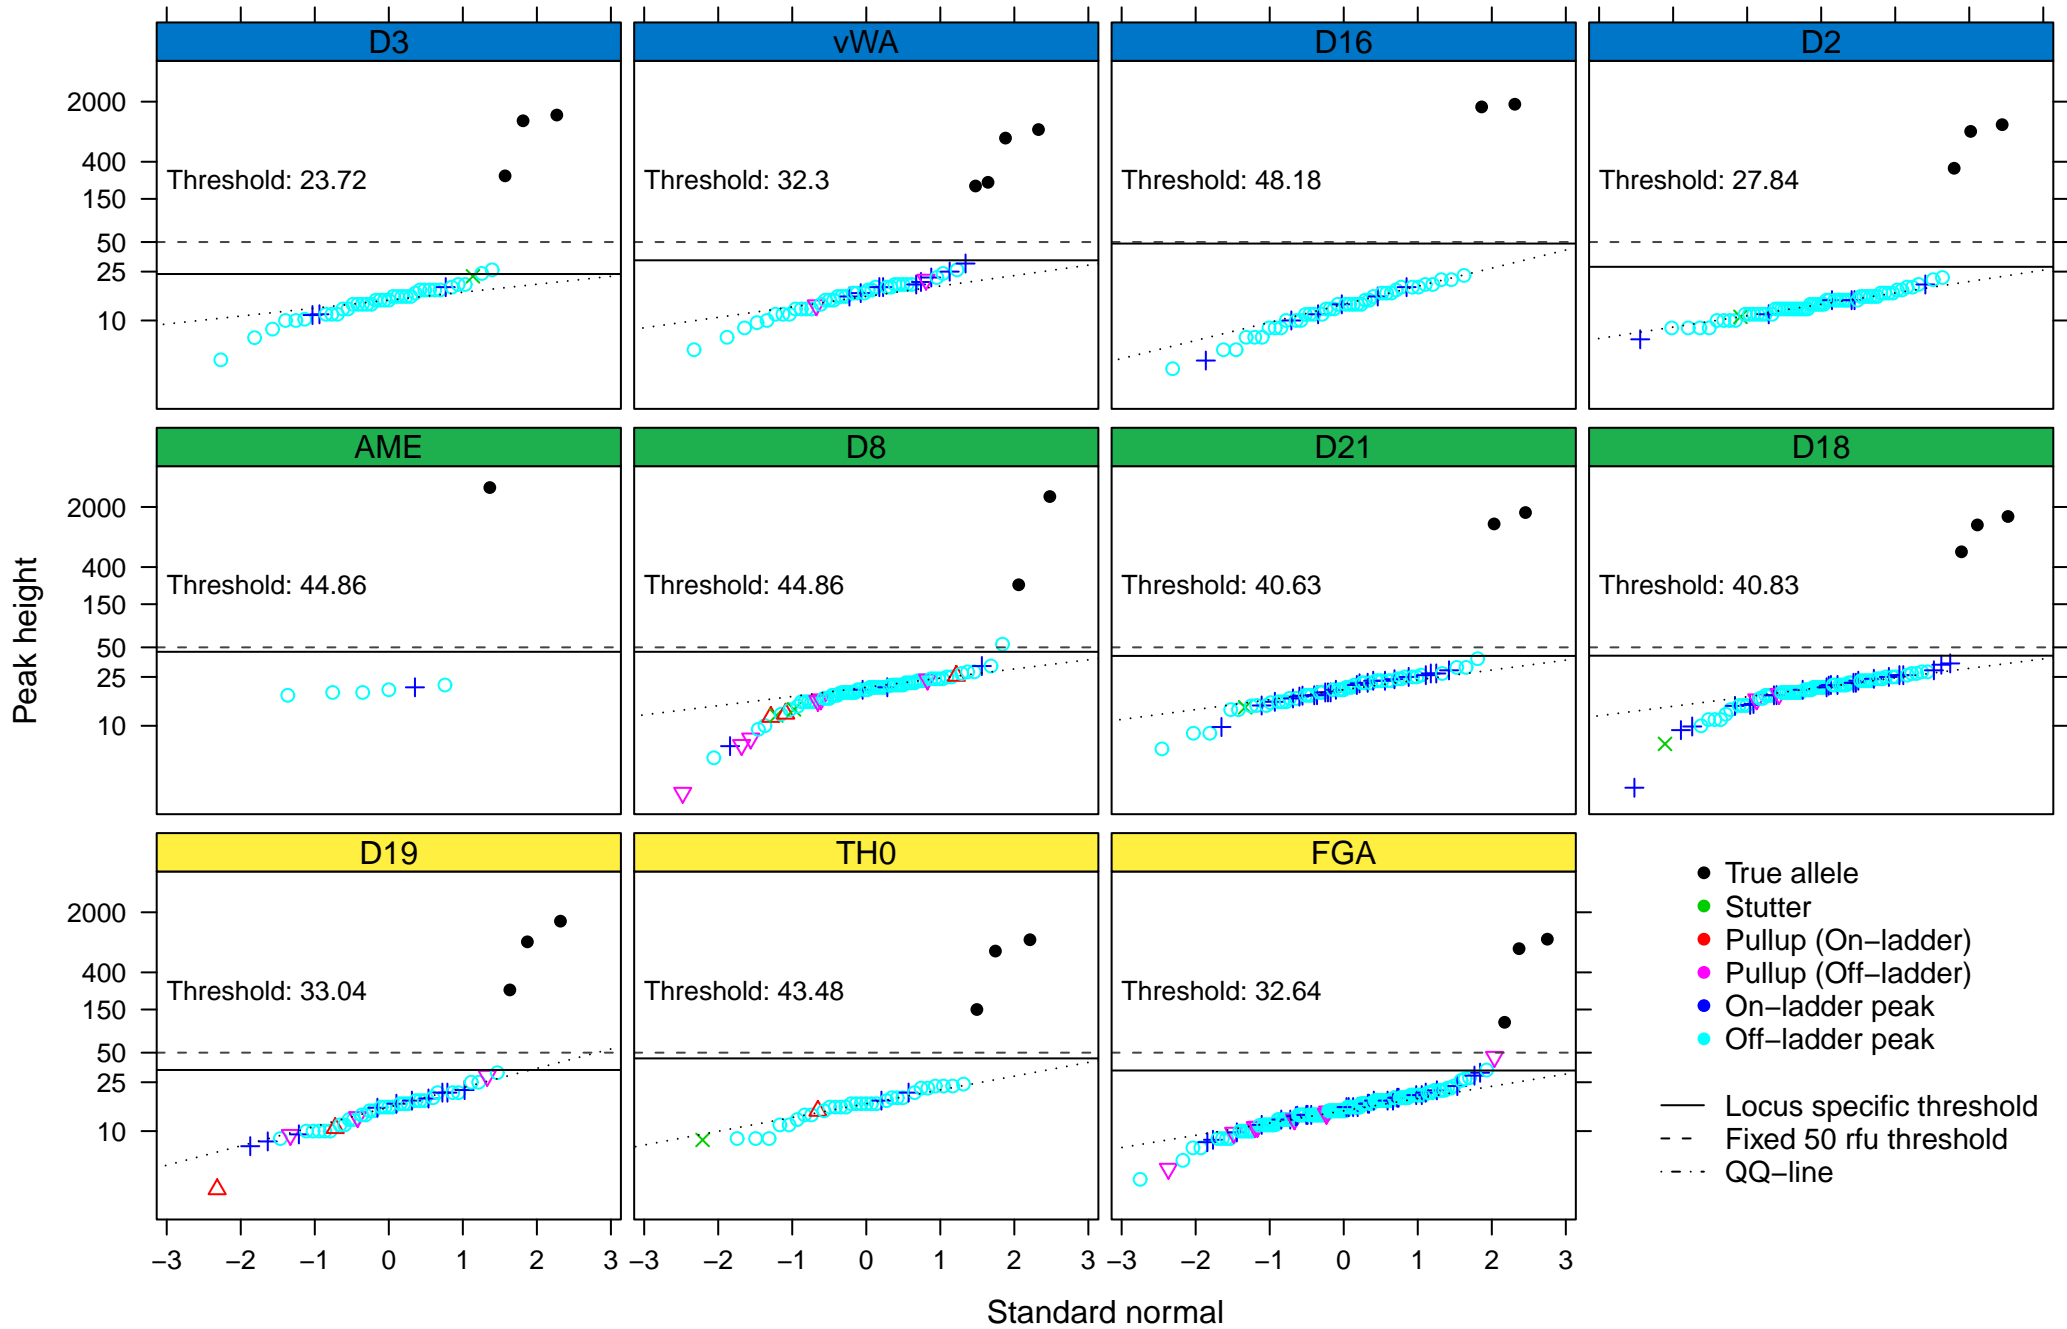 D3 vWA D16 D2
2000
400
150
50
25
10
Threshold: 23.72
Threshold: 32.3
Threshold: 48.18
Threshold: 27.84
AME D8 D21 D18
2000
400
150
50
25
10
Threshold: 44.86
Threshold: 44.86
Threshold: 40.63
Threshold: 40.83
Peak height
D19 TH0 FGA
2000
400
150
50
25
10
Threshold: 33.04
Threshold: 43.48
Threshold: 32.64
True allele
Stutter
Pullup (On−ladder)
Pullup (Off−ladder)
On−ladder peak
Off−ladder peak
Locus specific threshold
Fixed 50 rfu threshold
QQ−line
−3 −2 −1 0 1 2 3
−3 −2 −1 0 1 2 3
−3 −2 −1 0 1 2 3
Standard normal